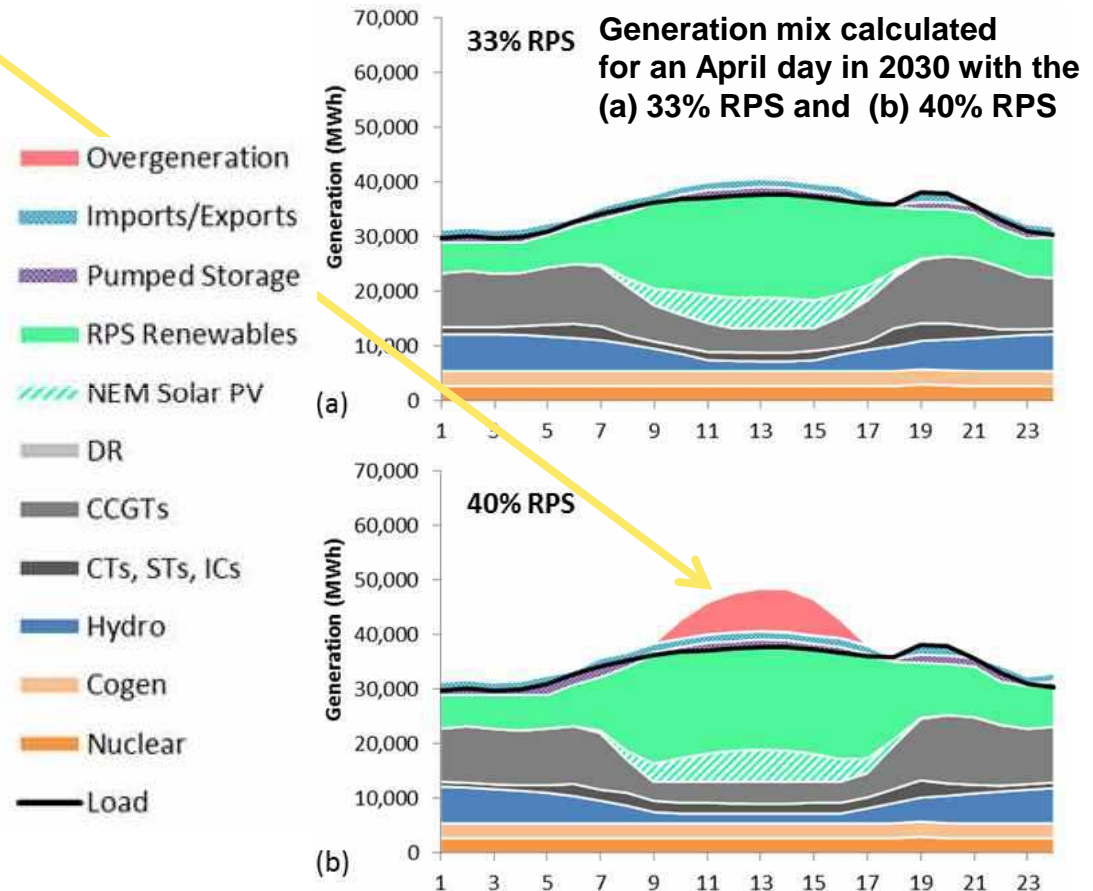 Generation mix calculated
for an April day in 2030 with the
(a) 33% RPS and (b) 40% RPS
Overgeneration
Imports/Exports
Pumped Storage
RPS Renewables
NEM Solar PV
DR
CCGTs
CTs, STs, ICs
Hydro
Cogen
Nuclear
Load
33% RPS
Generation (MWh)
70,000
60,000
50,000
40,000
30,000
20,000
10,000
0
(a)
1 3 5 7 9 11 13 15 17 19 21 23
40% RPS
Generation (MWh)
70,000
60,000
50,000
40,000
30,000
20,000
10,000
0
(b)
1 3 5 7 9 11 13 15 17 19 21 23